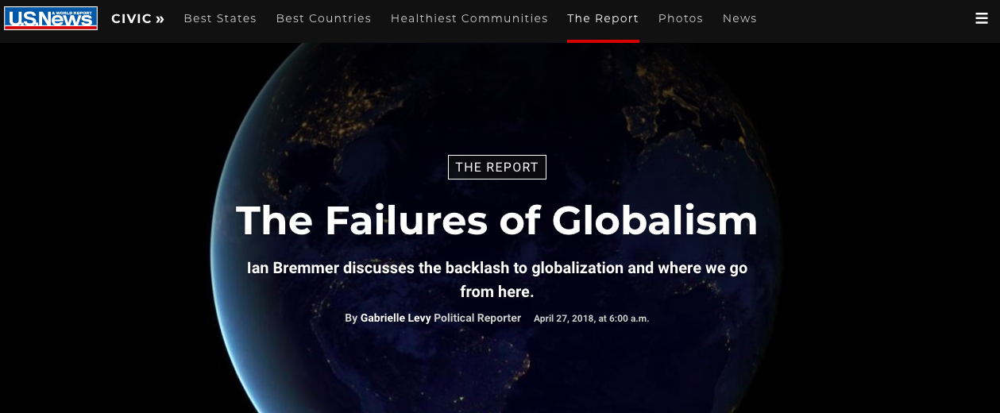 U.S.News
& WORLD REPORT
CIVIC »
Best States
Best Countries
Healthiest Communities
The Report
Photos
News
THE REPORT
The Failures of Globalism
Ian Bremmer discusses the backlash to globalization and where we go
from here.
By Gabrielle Levy Political Reporter April 27, 2018, at 6:00 a.m.